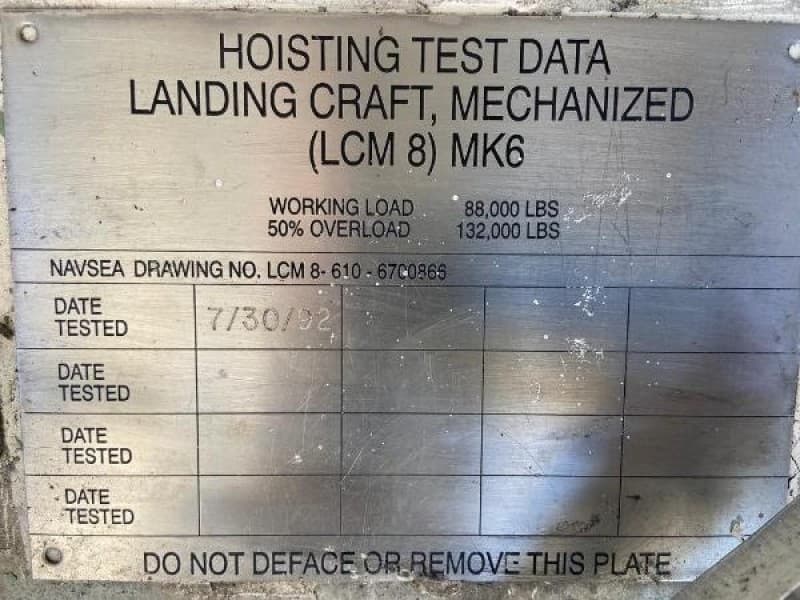 HOISTING TEST DATA
LANDING CRAFT, MECHANIZED
(LCM 8) MK6
WORKING LOAD 88,000 LBS
50% OVERLOAD 132,000 LBS
NAVSEA DRAWING NO. LCM 8- 610 - 6700866
DATE
TESTED 7/30/92
DATE
TESTED
DATE
TESTED
DATE
TESTED
DO NOT DEFACE OR REMOVE THIS PLATE